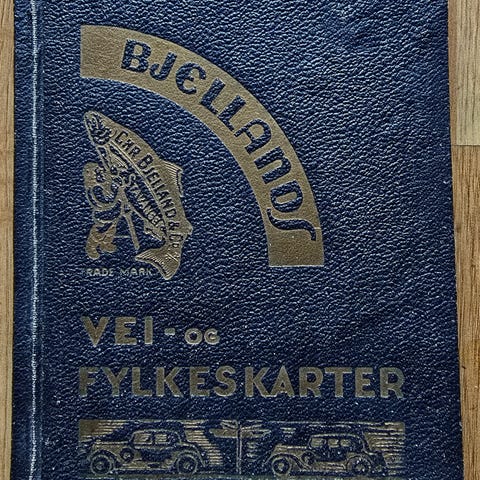 BJELLANDS
CHR. BJELLAND & Co.
STAVANGER
TRADE MARK
VEI- OG
FYLKESKARTER